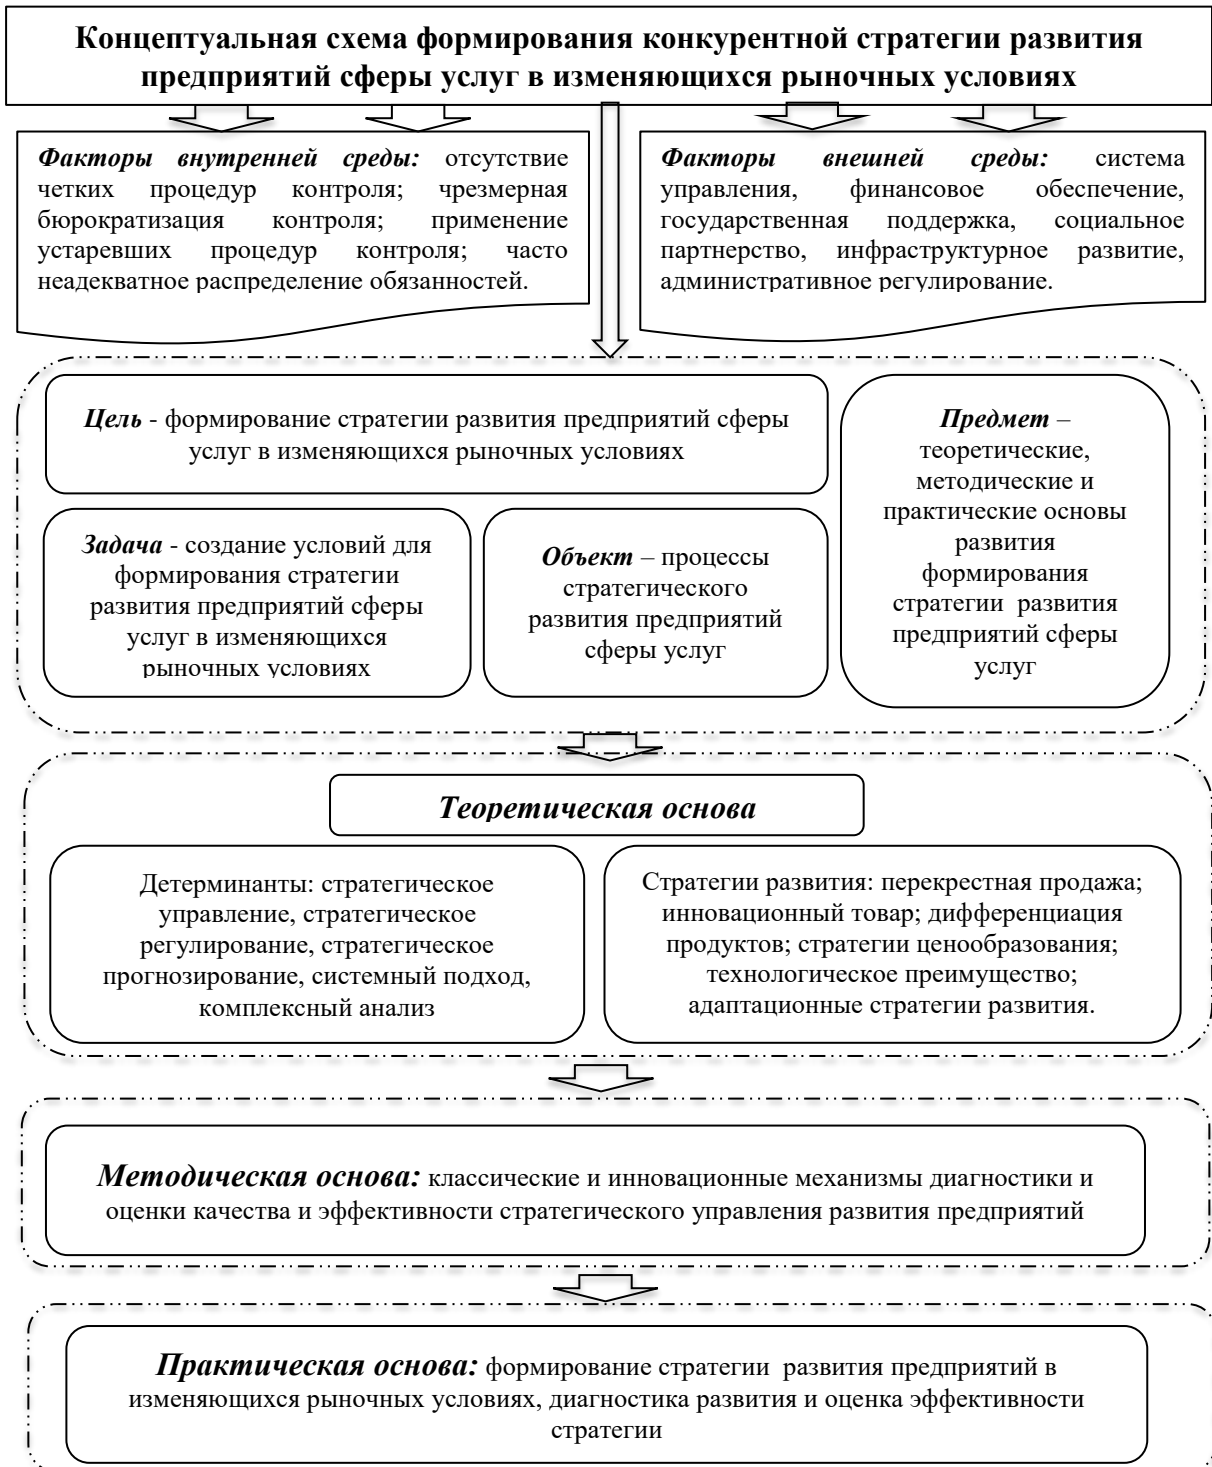 Концептуальная схема формирования конкурентной стратегии развития
предприятий сферы услуг в изменяющихся рыночных условиях
Факторы внутренней среды: отсутствие
четких процедур контроля; чрезмерная
бюрократизация контроля; применение
устаревших процедур контроля; часто
неадекватное распределение обязанностей.
Факторы внешней среды: система
управления, финансовое обеспечение,
государственная поддержка, социальное
партнерство, инфраструктурное развитие,
административное регулирование.
Цель - формирование стратегии развития предприятий сферы
услуг в изменяющихся рыночных условиях
Предмет –
теоретические,
методические и
практические основы
развития
формирования
стратегии развития
предприятий сферы
услуг
Задача - создание условий для
формирования стратегии
развития предприятий сферы
услуг в изменяющихся
рыночных условиях
Объект – процессы
стратегического
развития предприятий
сферы услуг
Теоретическая основа
Детерминанты: стратегическое
управление, стратегическое
регулирование, стратегическое
прогнозирование, системный подход,
комплексный анализ
Стратегии развития: перекрестная продажа;
инновационный товар; дифференциация
продуктов; стратегии ценообразования;
технологическое преимущество;
адаптационные стратегии развития.
Методическая основа: классические и инновационные механизмы диагностики и
оценки качества и эффективности стратегического управления развития предприятий
Практическая основа: формирование стратегии развития предприятий в
изменяющихся рыночных условиях, диагностика развития и оценка эффективности
стратегии